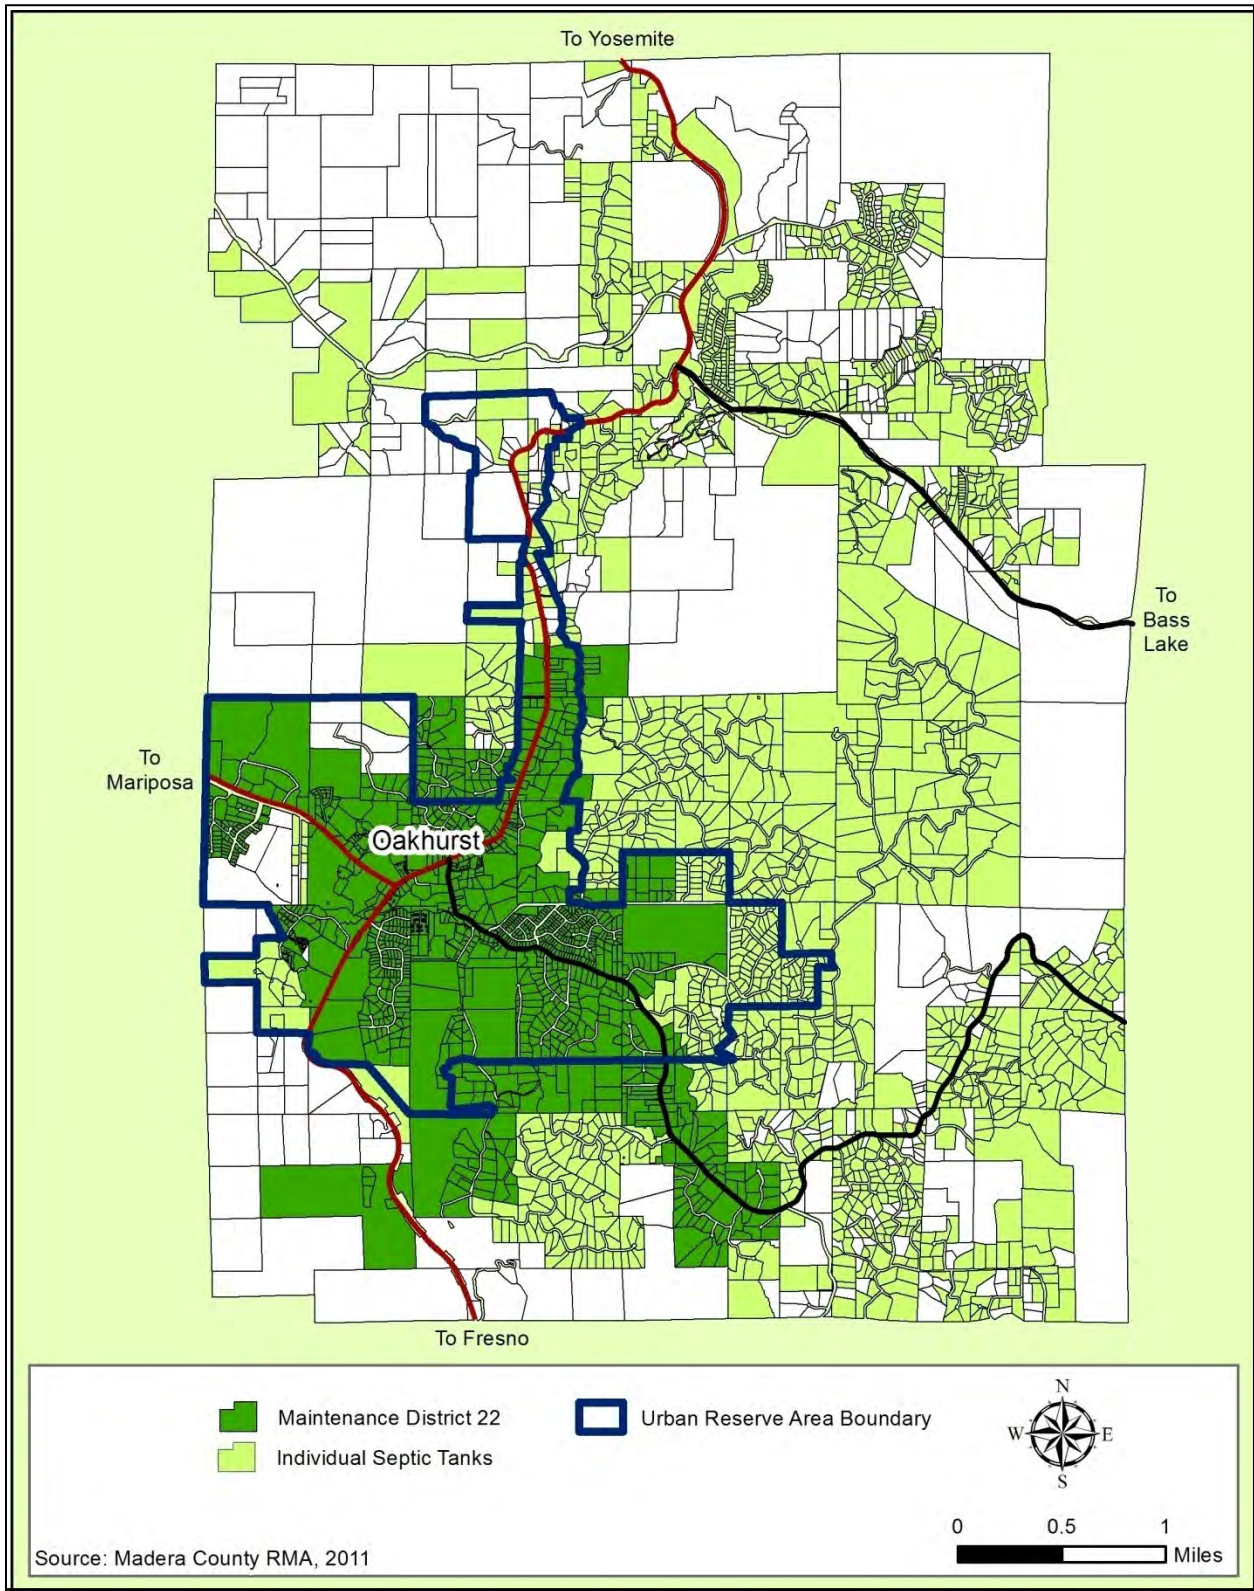 To Yosemite
To
Bass
Lake
To
Mariposa
Oakhurst
To Fresno
Maintenance District 22
Individual Septic Tanks
Urban Reserve Area Boundary
N
W E
S
0 0.5 1
Miles
Source: Madera County RMA, 2011